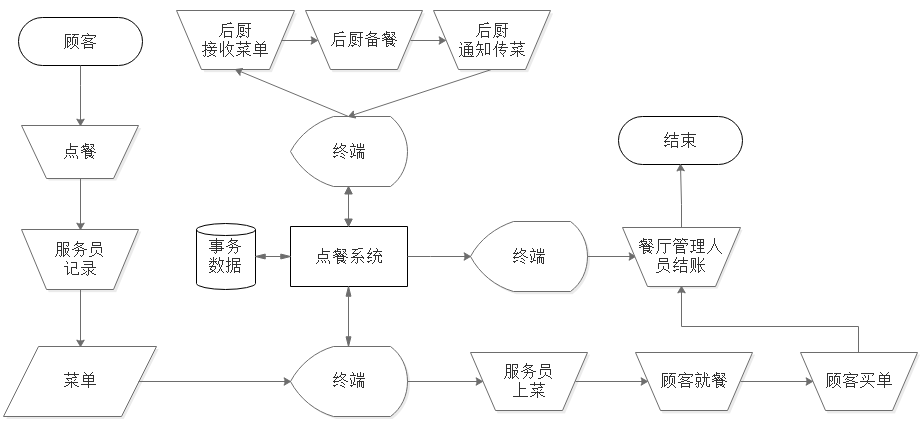 顾客
后厨
接收菜单
后厨备餐
后厨
通知传菜
点餐
终端
结束
服务员
记录
事务
数据
点餐系统
终端
餐厅管理人
员结账
菜单
终端
服务员
上菜
顾客就餐
顾客买单